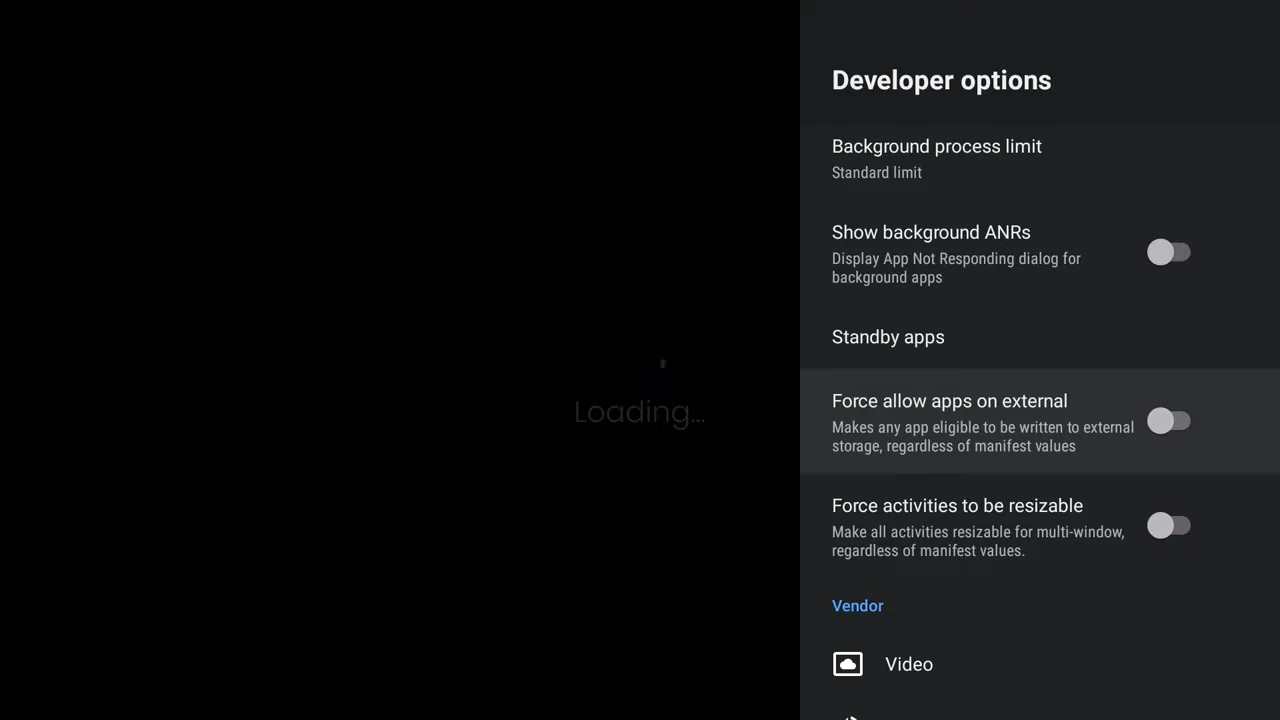 Developer options
Background process limit
Standard limit
Show background ANRs
Display App Not Responding dialog for
background apps
Standby apps
Loading...
Force allow apps on external
Makes any app eligible to be written to external
storage, regardless of manifest values
Force activities to be resizable
Make all activities resizable for multi-window,
regardless of manifest values.
Vendor
Video